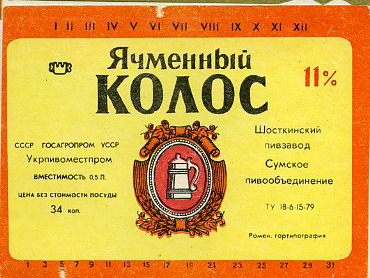 I II III IV V VI VII VIII IX X XI XII
Ячменный
КОЛОС
11%
СССР ГОСАГРОПРОМ УССР
Укрпивоместпром
ВМЕСТИМОСТЬ 0.5 Л.
ЦЕНА БЕЗ СТОИМОСТИ ПОСУДЫ
34 коп.
Шосткинский
пивзавод
Сумское
пивообъединение
ТУ 18-6-15-79
Ромен. гортипография
1 3 5 7 9 11 13 15 17 19 21 23 25 27 29 31